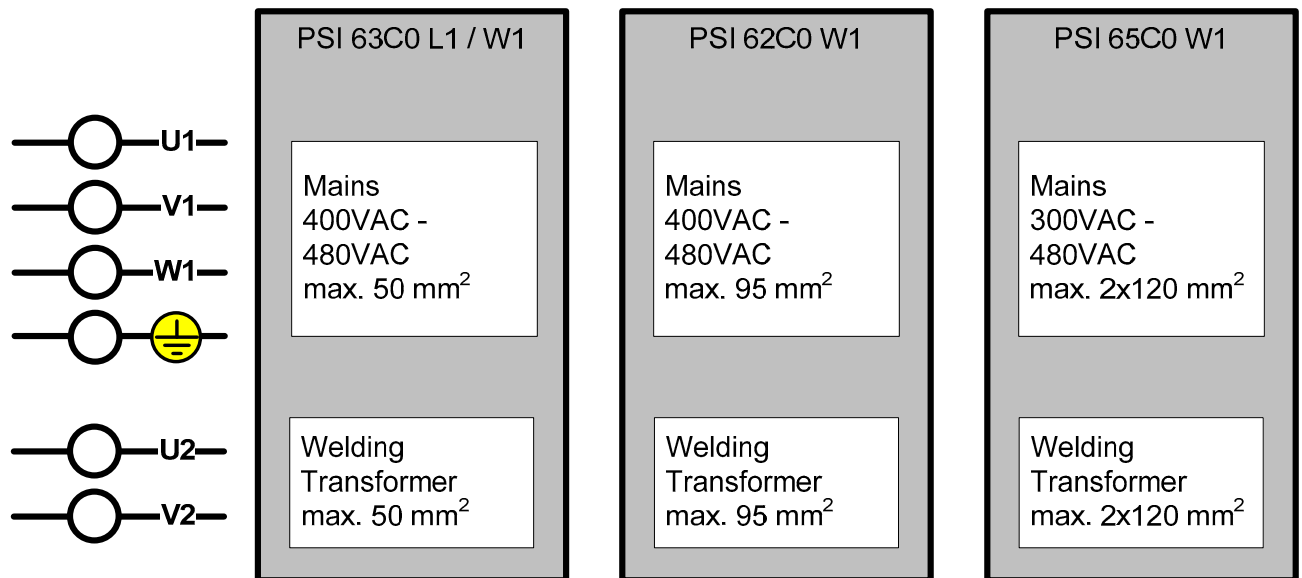 PSI 63C0 L1 / W1
PSI 62C0 W1
PSI 65C0 W1
U1
V1
W1
U2
V2
Mains
400VAC -
480VAC
max. 50 mm²
Mains
400VAC -
480VAC
max. 95 mm²
Mains
300VAC -
480VAC
max. 2x120 mm²
Welding
Transformer
max. 50 mm²
Welding
Transformer
max. 95 mm²
Welding
Transformer
max. 2x120 mm²